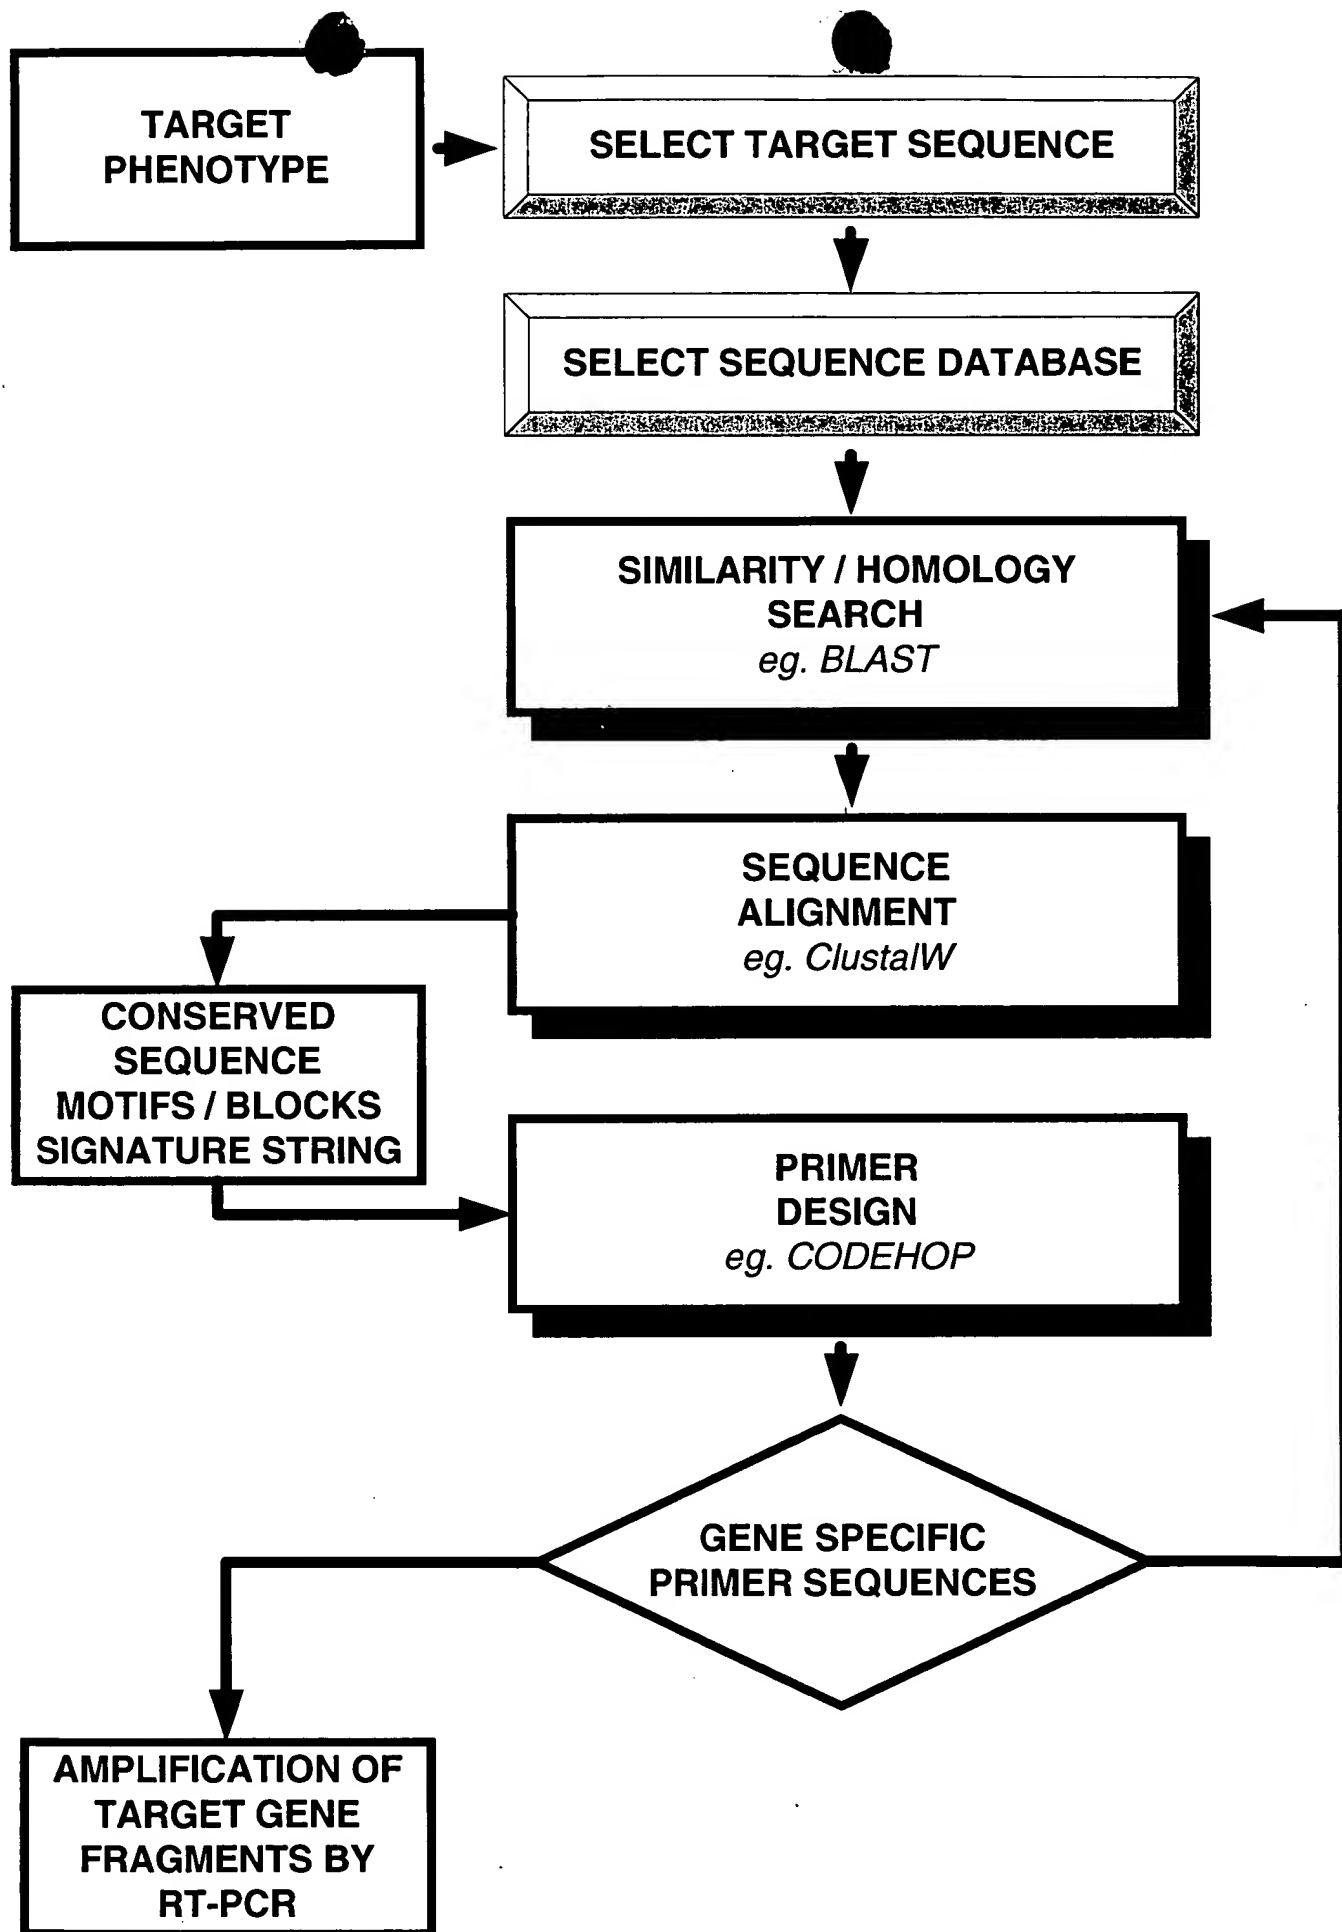 TARGET
PHENOTYPE
SELECT TARGET SEQUENCE
SELECT SEQUENCE DATABASE
SIMILARITY / HOMOLOGY
SEARCH
eg. BLAST
SEQUENCE
ALIGNMENT
eg. ClustalW
CONSERVED
SEQUENCE
MOTIFS / BLOCKS
SIGNATURE STRING
PRIMER
DESIGN
eg. CODEHOP
GENE SPECIFIC
PRIMER SEQUENCES
AMPLIFICATION OF
TARGET GENE
FRAGMENTS BY
RT-PCR